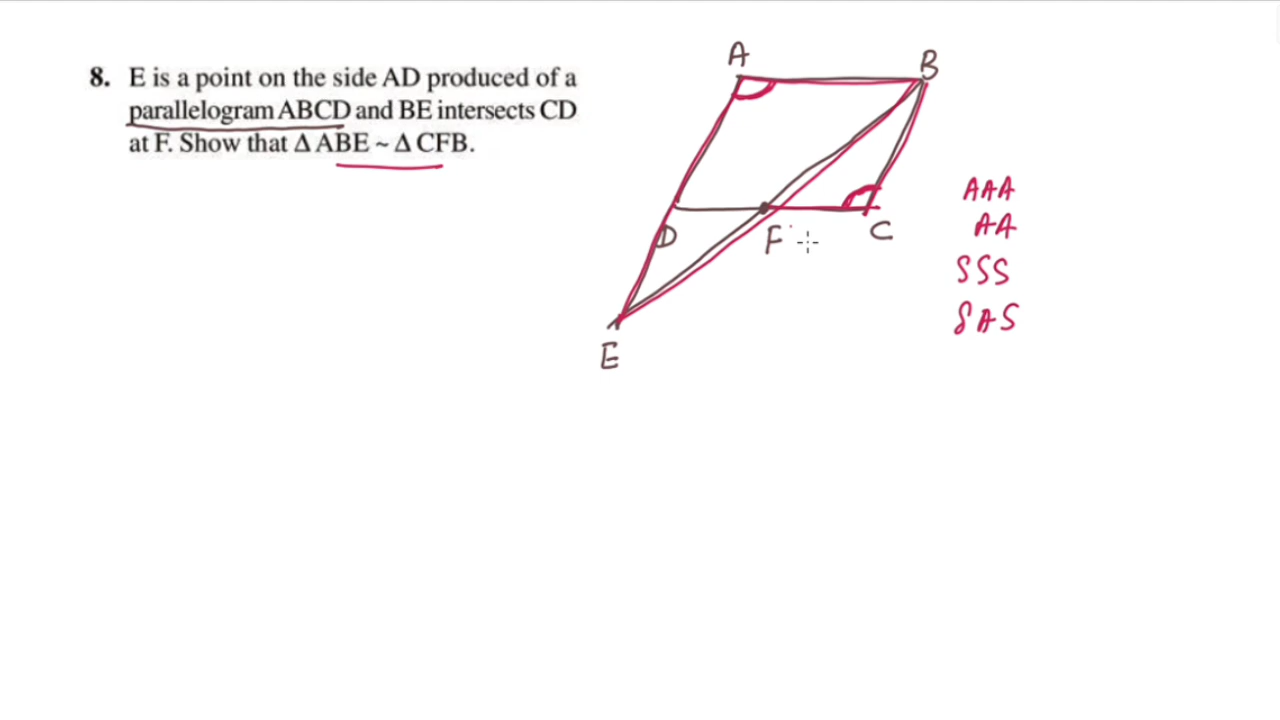 8. E is a point on the side AD produced of a
parallelogram ABCD and BE intersects CD
at F. Show that Δ ABE ~ Δ CFB.
A
B
D
F
C
E
AAA
AA
SSS
SAS